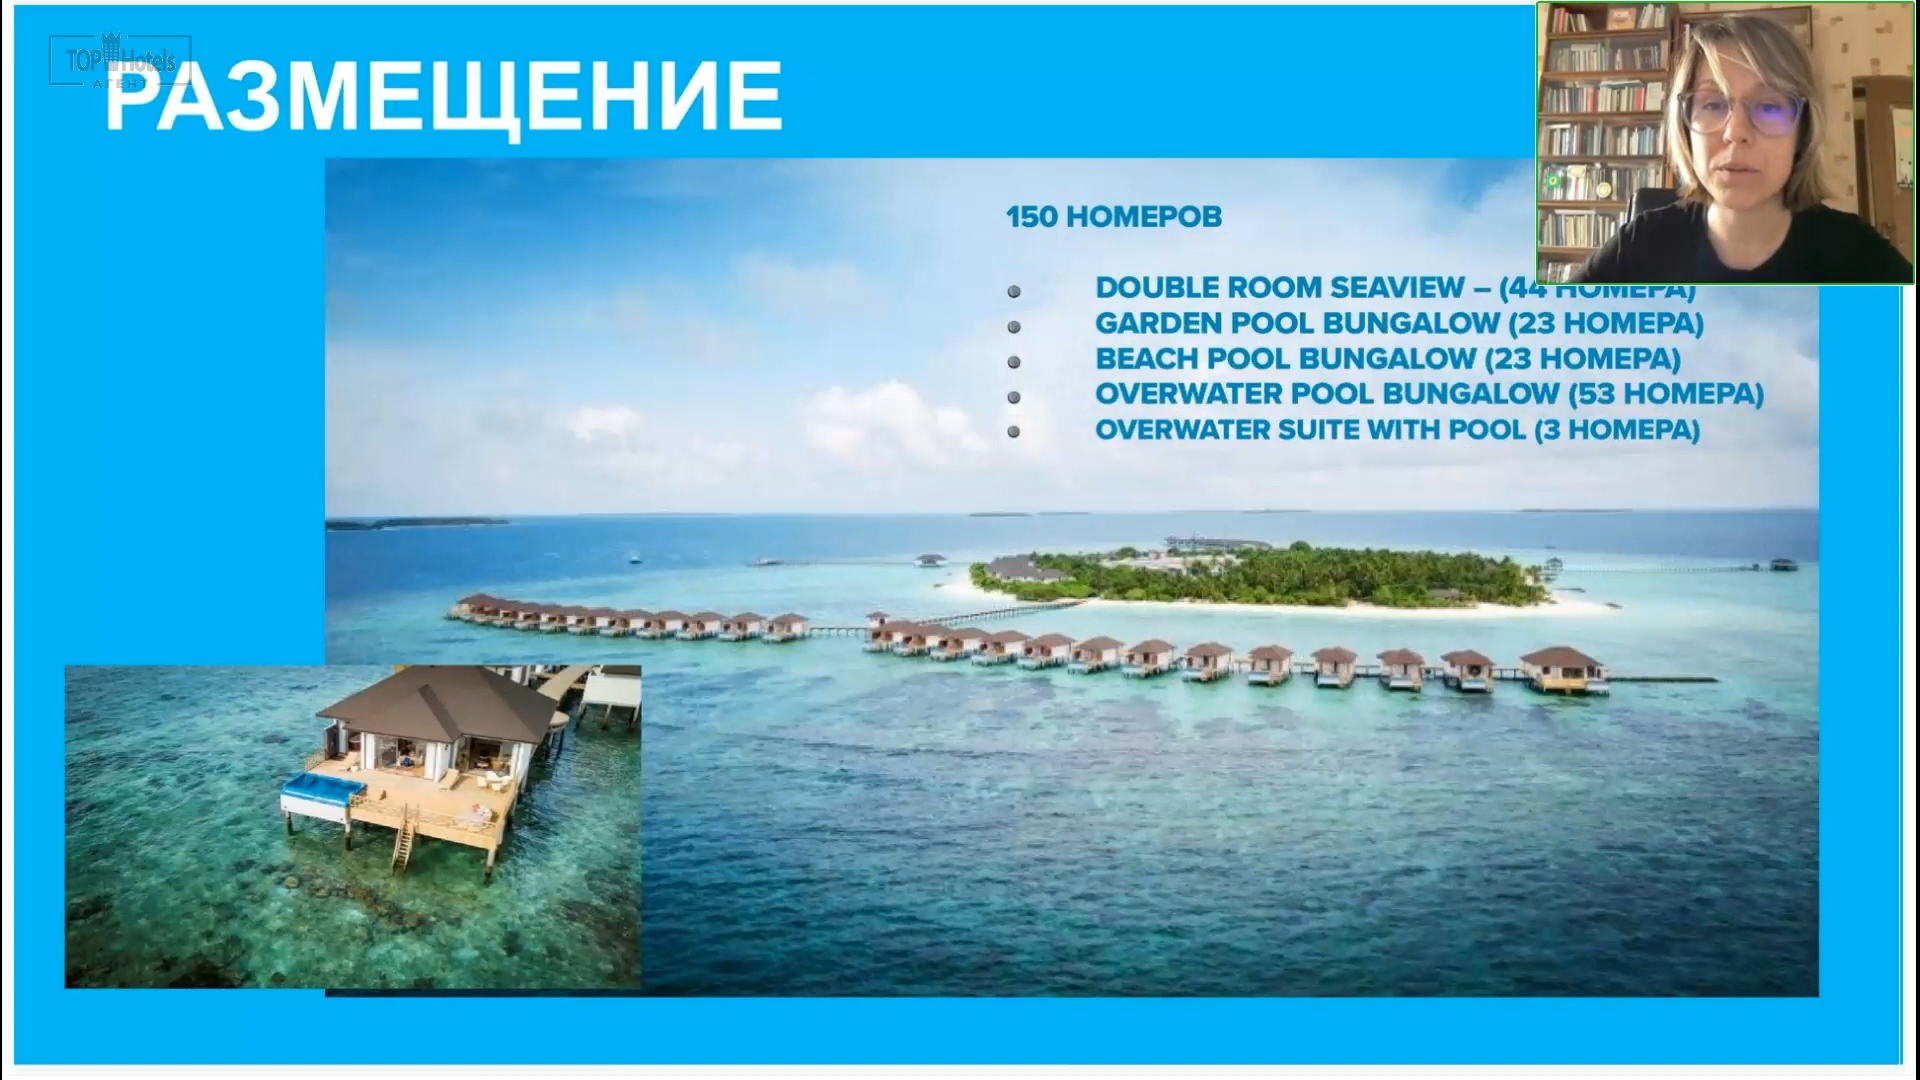 TOP Hotels
АГЕНТ
РАЗМЕЩЕНИЕ
150 НОМЕРОВ
DOUBLE ROOM SEAVIEW – (44 НОМЕРА)
GARDEN POOL BUNGALOW (23 НОМЕРА)
BEACH POOL BUNGALOW (23 НОМЕРА)
OVERWATER POOL BUNGALOW (53 НОМЕРА)
OVERWATER SUITE WITH POOL (3 НОМЕРА)